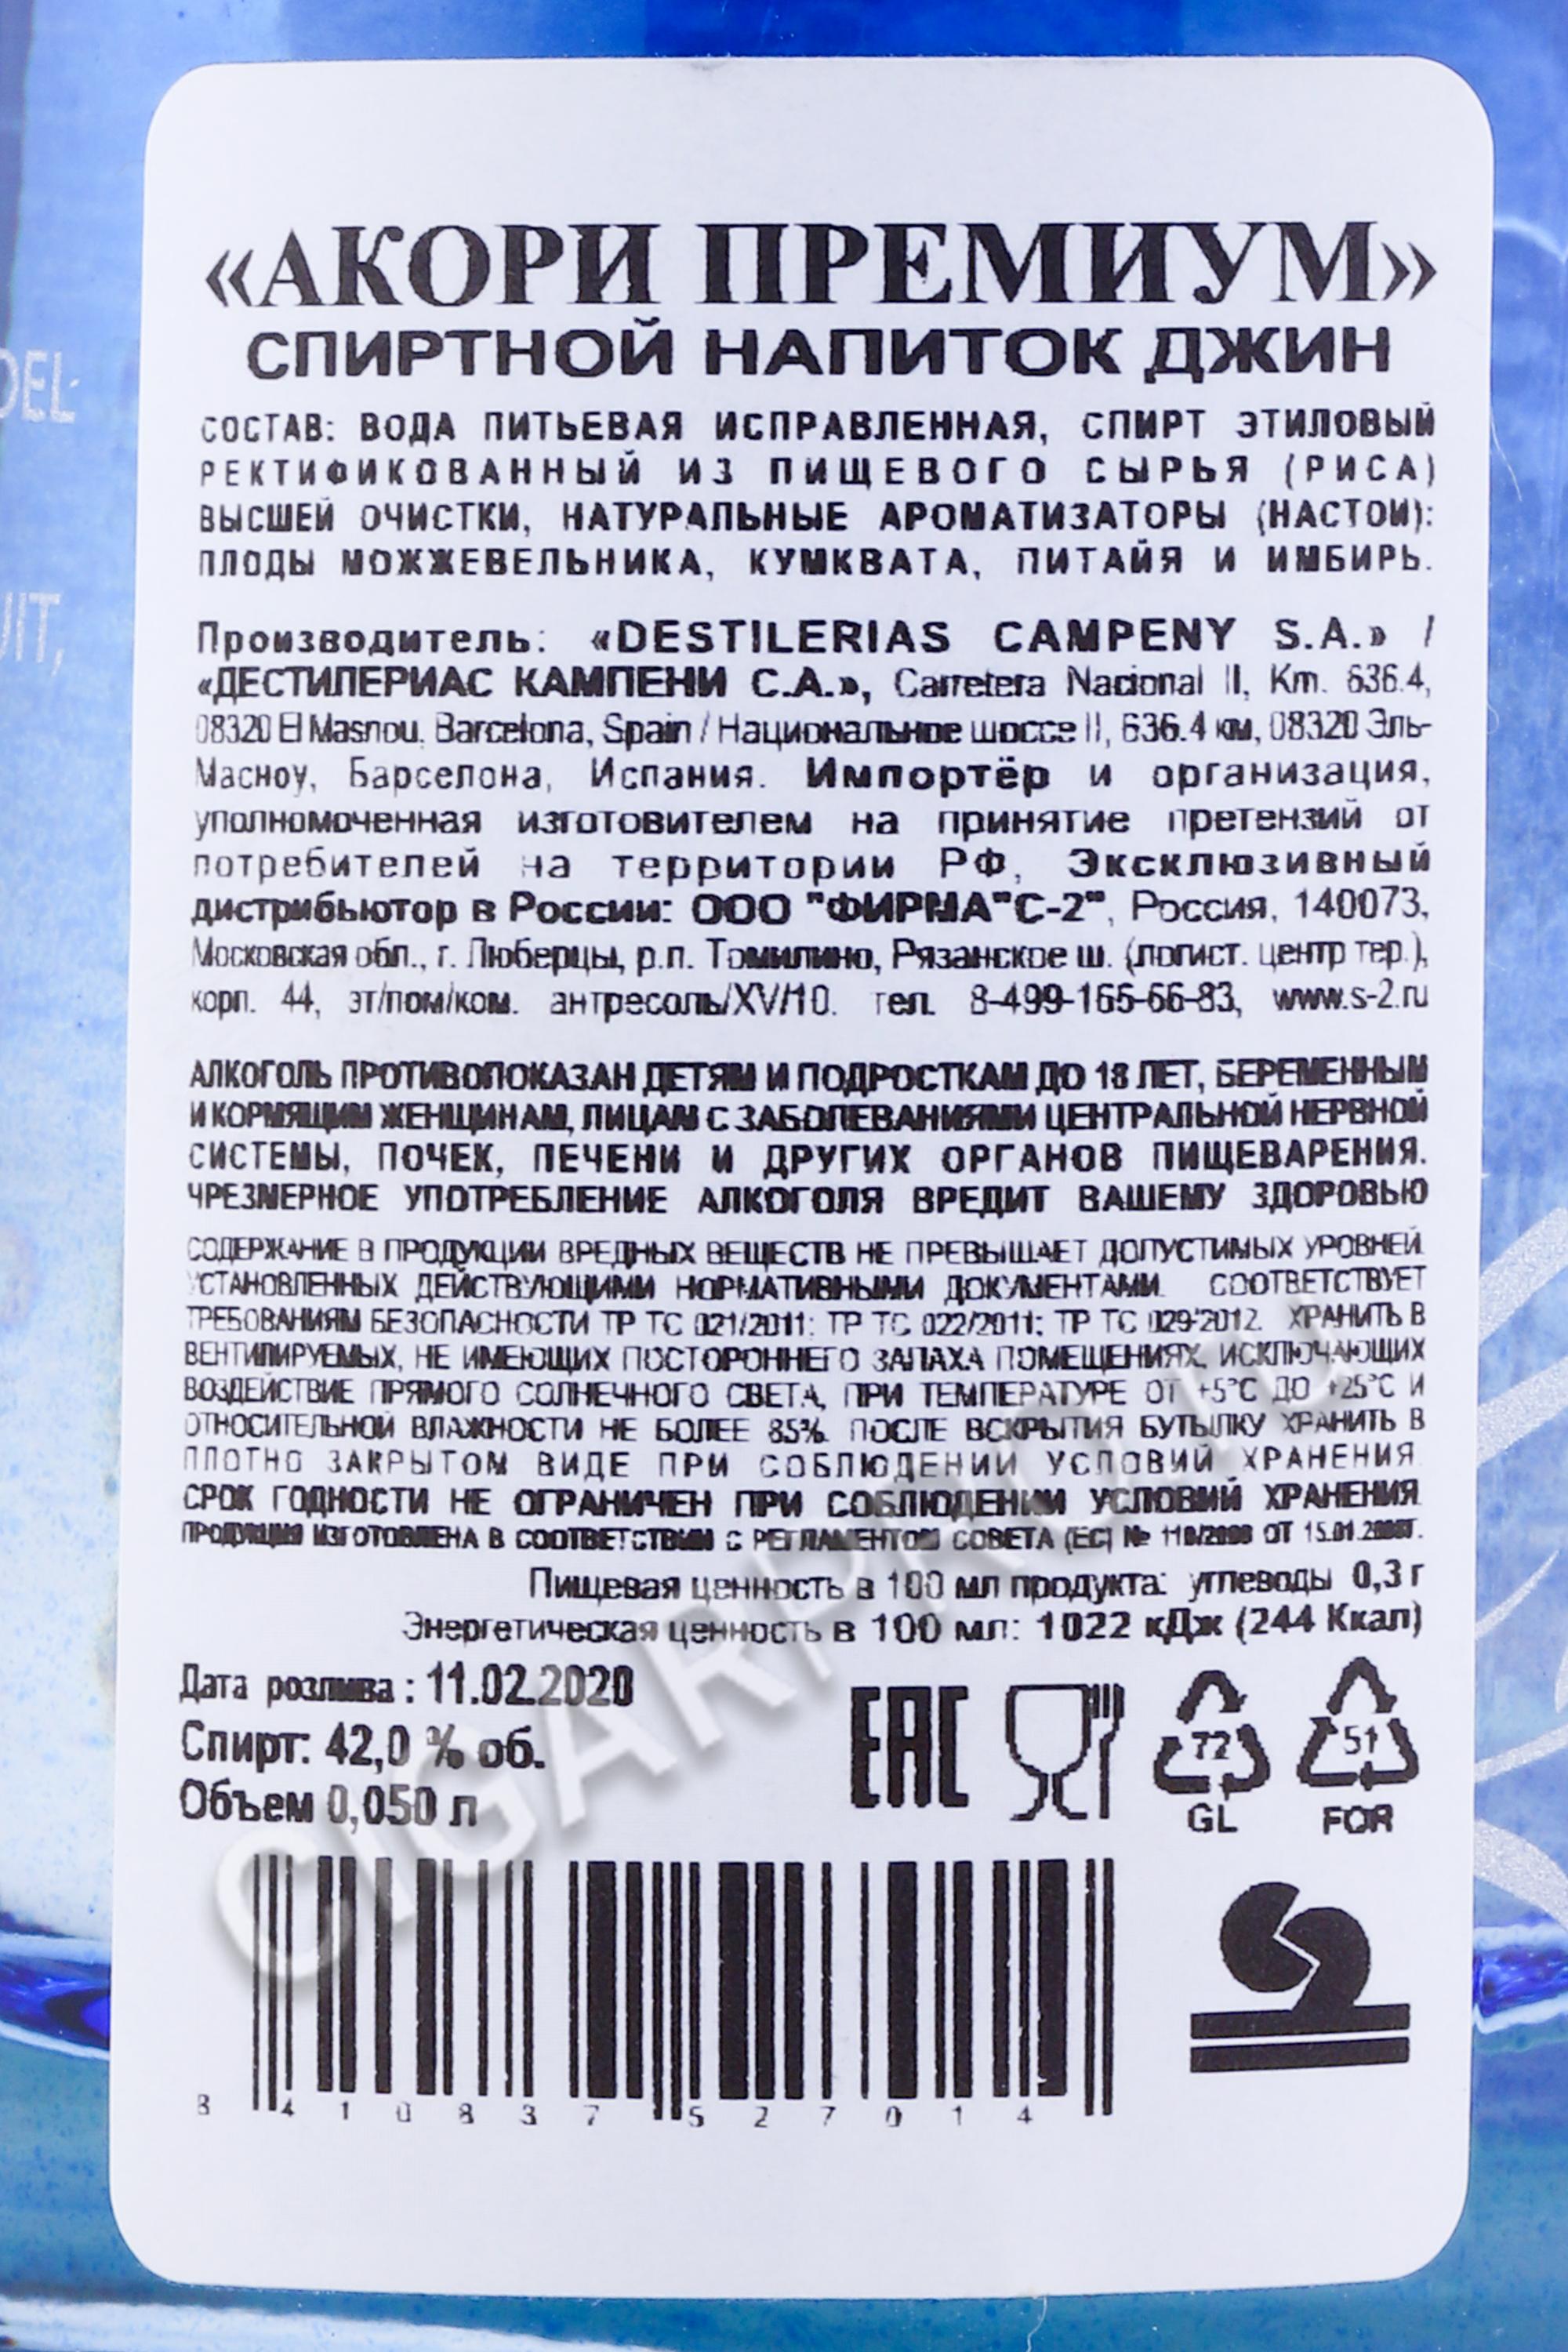 DEL
UIT,
«АКОРИ ПРЕМИУМ»
СПИРТНОЙ НАПИТОК ДЖИН
СОСТАВ: ВОДА ПИТЬЕВАЯ ИСПРАВЛЕННАЯ, СПИРТ ЭТИЛОВЫЙ
РЕКТИФИКОВАННЫЙ ИЗ ПИЩЕВОГО СЫРЬЯ (РИСА)
ВЫСШЕЙ ОЧИСТКИ, НАТУРАЛЬНЫЕ АРОМАТИЗАТОРЫ (НАСТОИ):
ПЛОДЫ МОЖЖЕВЕЛЬНИКА, КУМКВАТА, ПИТАЙЯ И ИМБИРЬ.
Производитель: «DESTILERIAS CAMPENY S.A.» /
«ДЕСТИЛЕРИАС КАМПЕНИ С.А.», Carretera Nacional II, Km. 636.4,
08320 El Masnou. Barcelona, Spain / Национальное шоссе II, 636.4 км, 08320 Эль-
Масноу, Барселона, Испания. Импортёр и организация,
уполномоченная изготовителем на принятие претензий от
потребителей на территории РФ, Эксклюзивный
дистрибьютор в России: ООО "ФИРМА"С-2", Россия, 140073,
Московская обл., г. Люберцы, р.п. Томилино, Рязанское ш. (логист. центр тер.),
корп. 44, эт/пом/ком. антресоль/XV/10. тел. 8-499-166-66-83, www.s-2.ru
АЛКОГОЛЬ ПРОТИВОПОКАЗАН ДЕТЯМ И ПОДРОСТКАМ ДО 18 ЛЕТ, БЕРЕМЕННЫМ
И КОРМЯЩИМ ЖЕНЩИНАМ, ЛИЦАМ С ЗАБОЛЕВАНИЯМИ ЦЕНТРАЛЬНОЙ НЕРВНОЙ
СИСТЕМЫ, ПОЧЕК, ПЕЧЕНИ И ДРУГИХ ОРГАНОВ ПИЩЕВАРЕНИЯ.
ЧРЕЗМЕРНОЕ УПОТРЕБЛЕНИЕ АЛКОГОЛЯ ВРЕДИТ ВАШЕМУ ЗДОРОВЬЮ
СОДЕРЖАНИЕ В ПРОДУКЦИИ ВРЕДНЫХ ВЕЩЕСТВ НЕ ПРЕВЫШАЕТ ДОПУСТИМЫХ УРОВНЕЙ
УСТАНОВЛЕННЫХ ДЕЙСТВУЮЩИМИ НОРМАТИВНЫМИ ДОКУМЕНТАМИ. СООТВЕТСТВУЕТ
ТРЕБОВАНИЯМ БЕЗОПАСНОСТИ ТР ТС 021/2011; ТР ТС 022/2011; ТР ТС 029/2012. ХРАНИТЬ В
ВЕНТИЛИРУЕМЫХ, НЕ ИМЕЮЩИХ ПОСТОРОННЕГО ЗАПАХА ПОМЕЩЕНИЯХ, ИСКЛЮЧАЮЩИХ
ВОЗДЕЙСТВИЕ ПРЯМОГО СОЛНЕЧНОГО СВЕТА, ПРИ ТЕМПЕРАТУРЕ ОТ +5°С ДО +25°С И
ОТНОСИТЕЛЬНОЙ ВЛАЖНОСТИ НЕ БОЛЕЕ 85%. ПОСЛЕ ВСКРЫТИЯ БУТЫЛКУ ХРАНИТЬ В
ПЛОТНО ЗАКРЫТОМ ВИДЕ ПРИ СОБЛЮДЕНИИ УСЛОВИЙ ХРАНЕНИЯ
СРОК ГОДНОСТИ НЕ ОГРАНИЧЕН ПРИ СОБЛЮДЕНИИ УСЛОВИЙ ХРАНЕНИЯ
ПРОДУКЦИЯ ИЗГОТОВЛЕНА В СООТВЕТСТВИИ С РЕГЛАМЕНТОМ СОВЕТА (ЕС) № 110/2008 ОТ 15.01.2008Г.
Пищевая ценность в 100 мл продукта: углеводы 0,3 г
Энергетическая ценность в 100 мл: 1022 кДж (244 Ккал)
Дата розлива : 11.02.2020
Спирт: 42,0 % об.
Объем 0,050 л
EAC
72
GL
51
FOR
8 410837 527014
CIGARPRO.ru